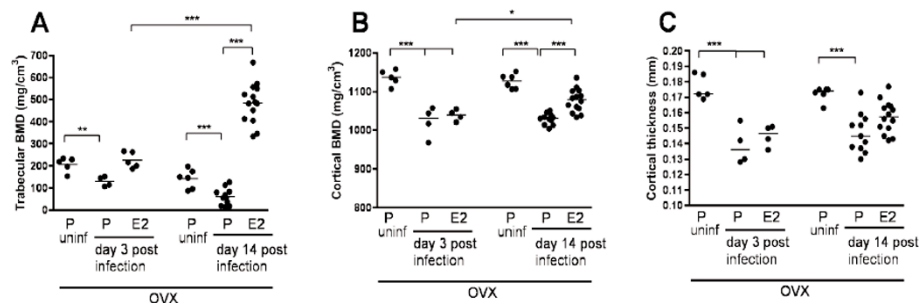 A
Trabecular BMD (mg/cm³)
700
600
500
400
300
200
100
0
**
***
***
***
P P E2 P P E2
uninf uninf
day 3 post infection
day 14 post infection
OVX
B
Cortical BMD (mg/cm³)
1200
1100
1000
900
800
***
***
***
*
P P E2 P P E2
uninf uninf
day 3 post infection
day 14 post infection
OVX
C
Cortical thickness (mm)
0.20
0.19
0.18
0.17
0.16
0.15
0.14
0.13
0.12
0.11
0.10
***
***
P P E2 P P E2
uninf uninf
day 3 post infection
day 14 post infection
OVX